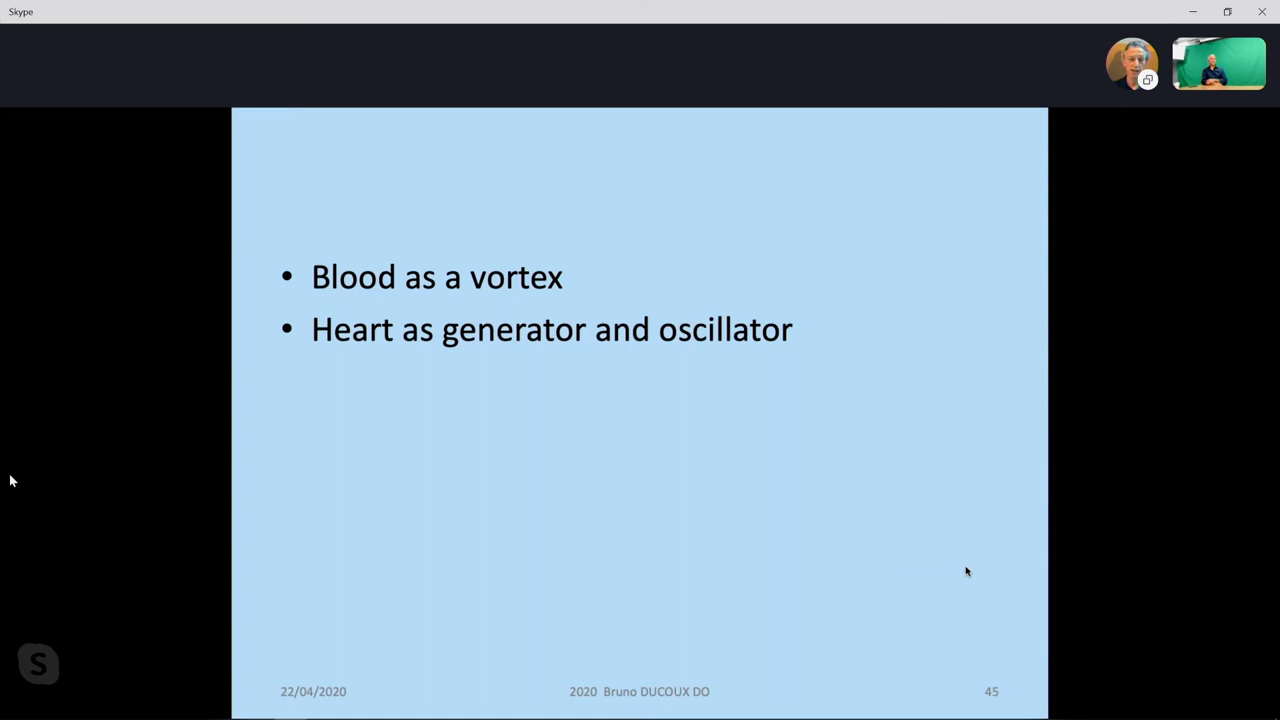 Skype
• Blood as a vortex
• Heart as generator and oscillator
22/04/2020 2020 Bruno DUCOUX DO 45
S